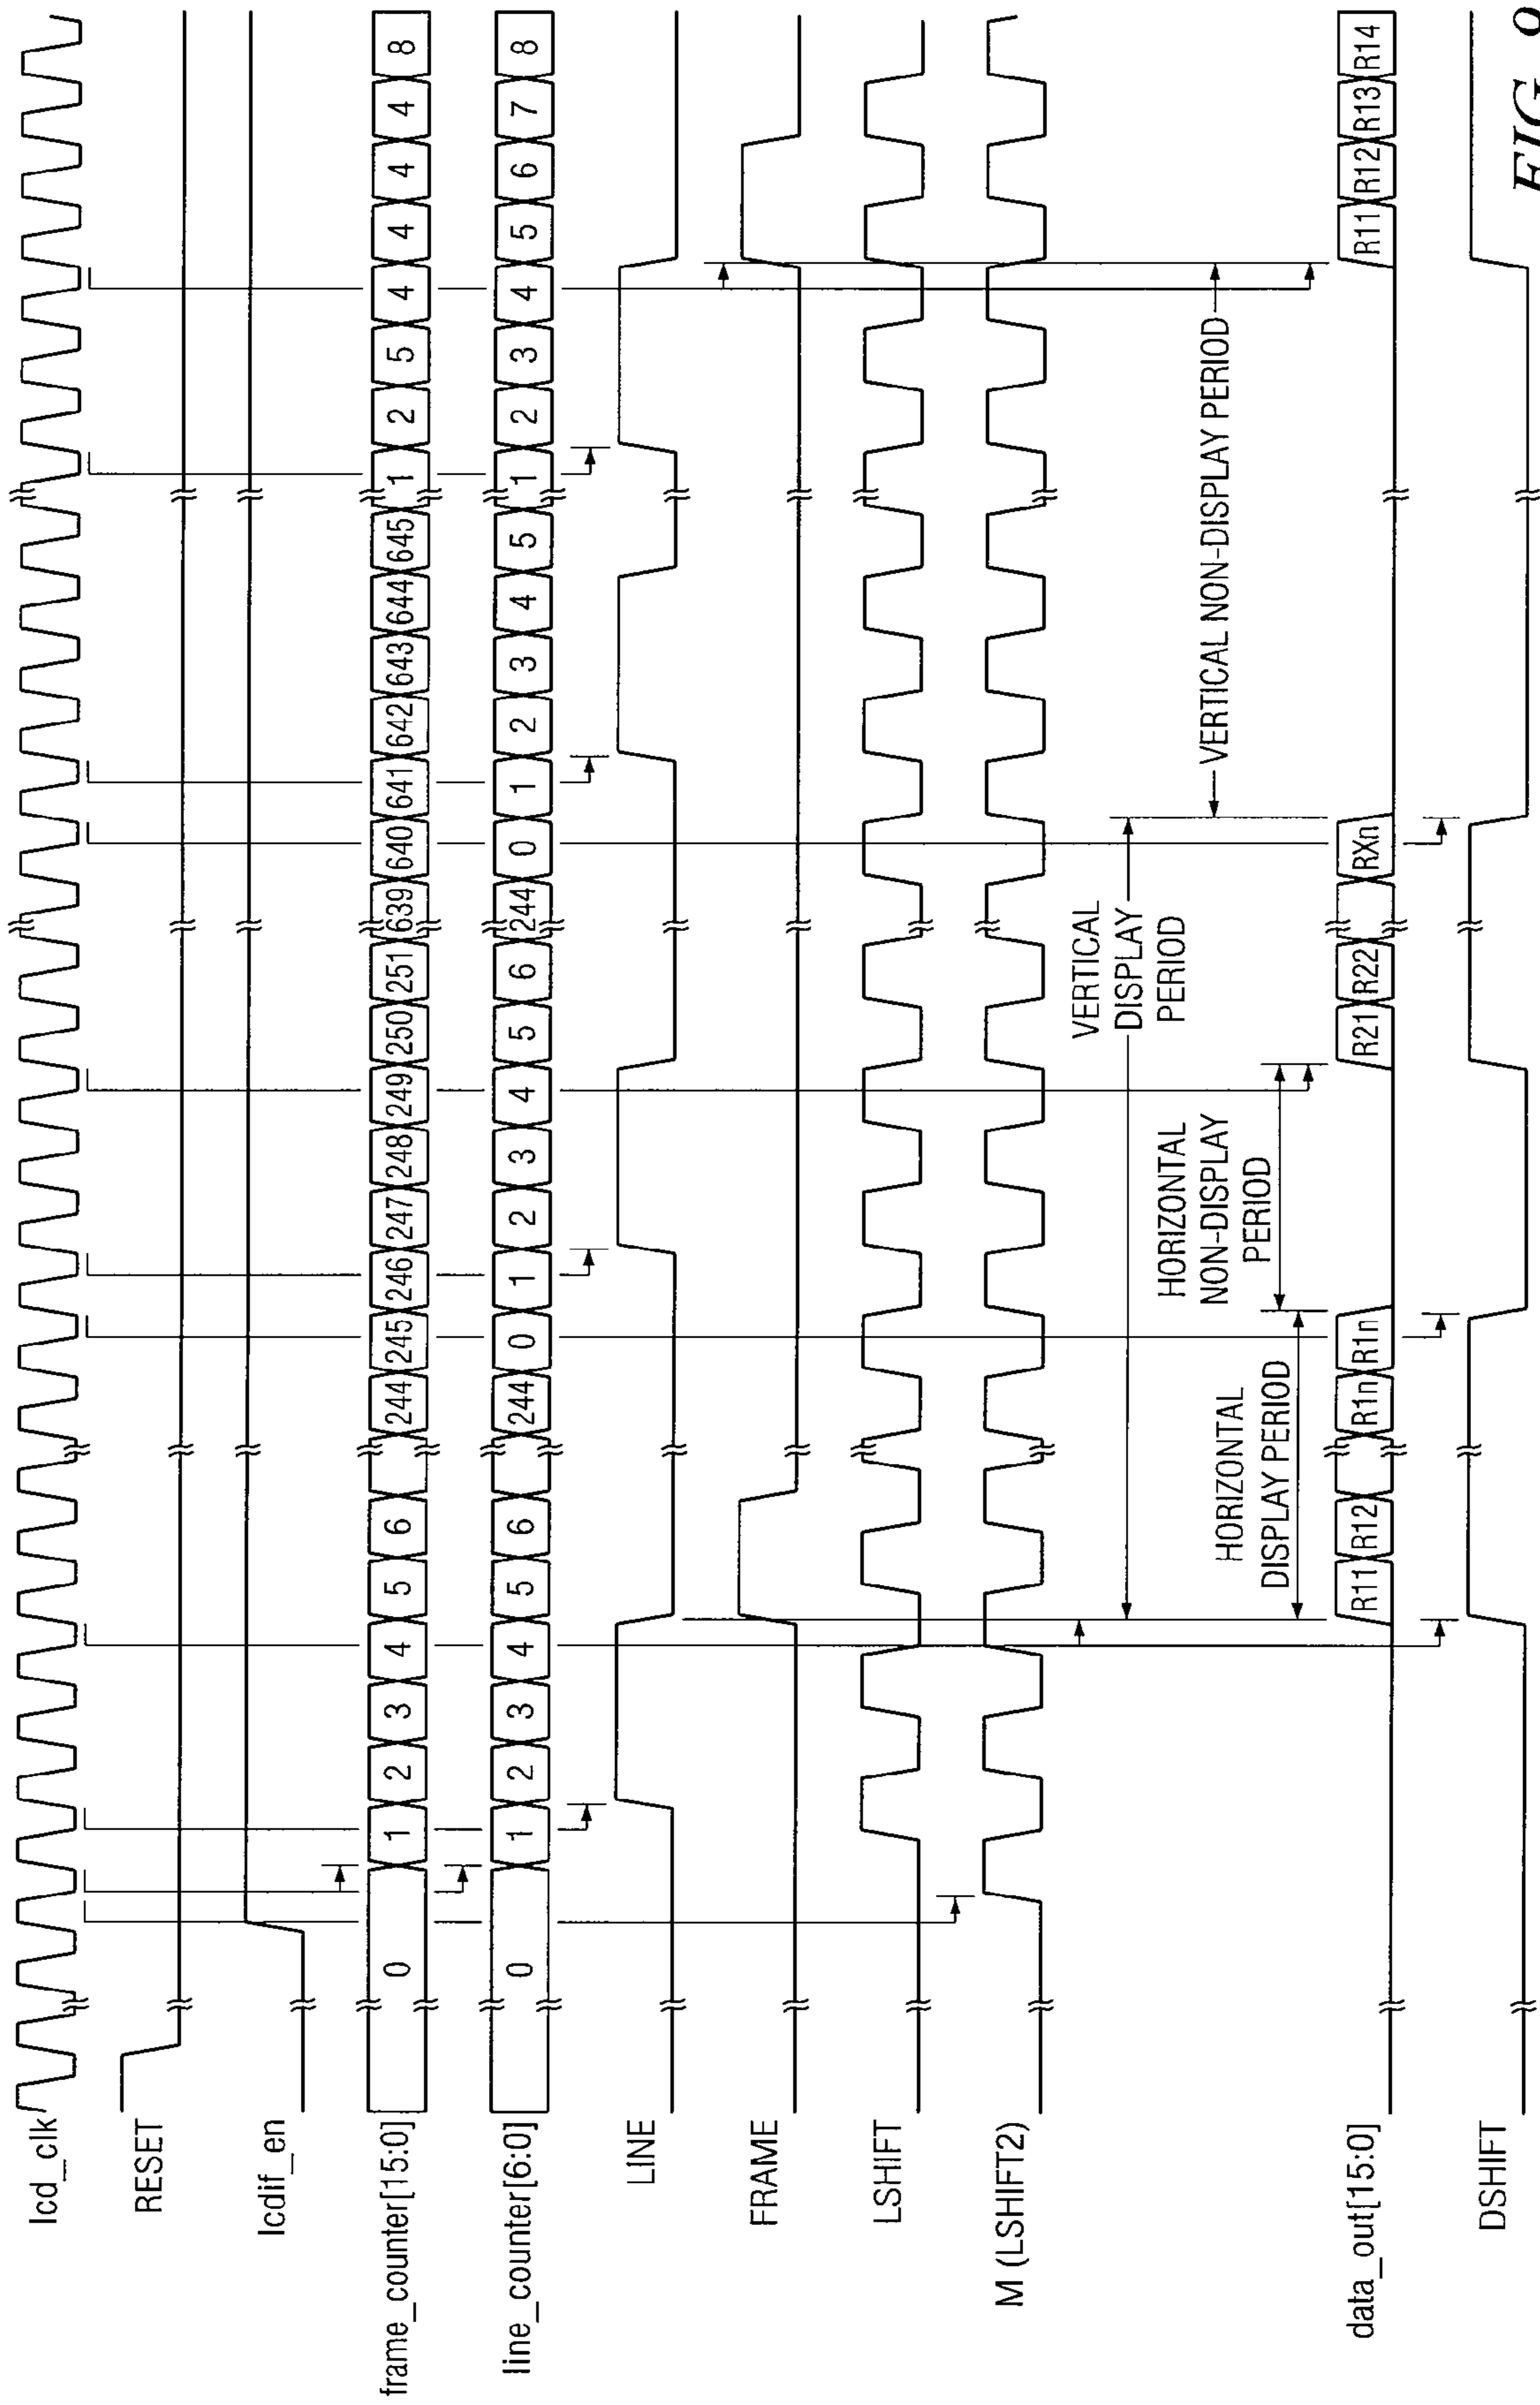 lcd_clk
RESET
lcdif_en
frame_counter[15:0] 0 1 2 3 4 5 6 244 245 246 247 248 249 250 251 639 640 641 642 643 644 645 1 2 5 4 4 4 4 8
line_counter[6:0] 0 1 2 3 4 5 6 244 0 1 2 3 4 5 6 244 0 1 2 3 4 5 1 2 3 4 5 6 7 8
LINE
FRAME
LSHIFT
M (LSHIFT2)
VERTICAL
DISPLAY
PERIOD
HORIZONTAL
DISPLAY PERIOD
HORIZONTAL
NON-DISPLAY
PERIOD
VERTICAL NON-DISPLAY PERIOD
data_out[15:0] R11 R12 R1n R1n R21 R22 RXn R11 R12 R13 R14
DSHIFT
FIG.